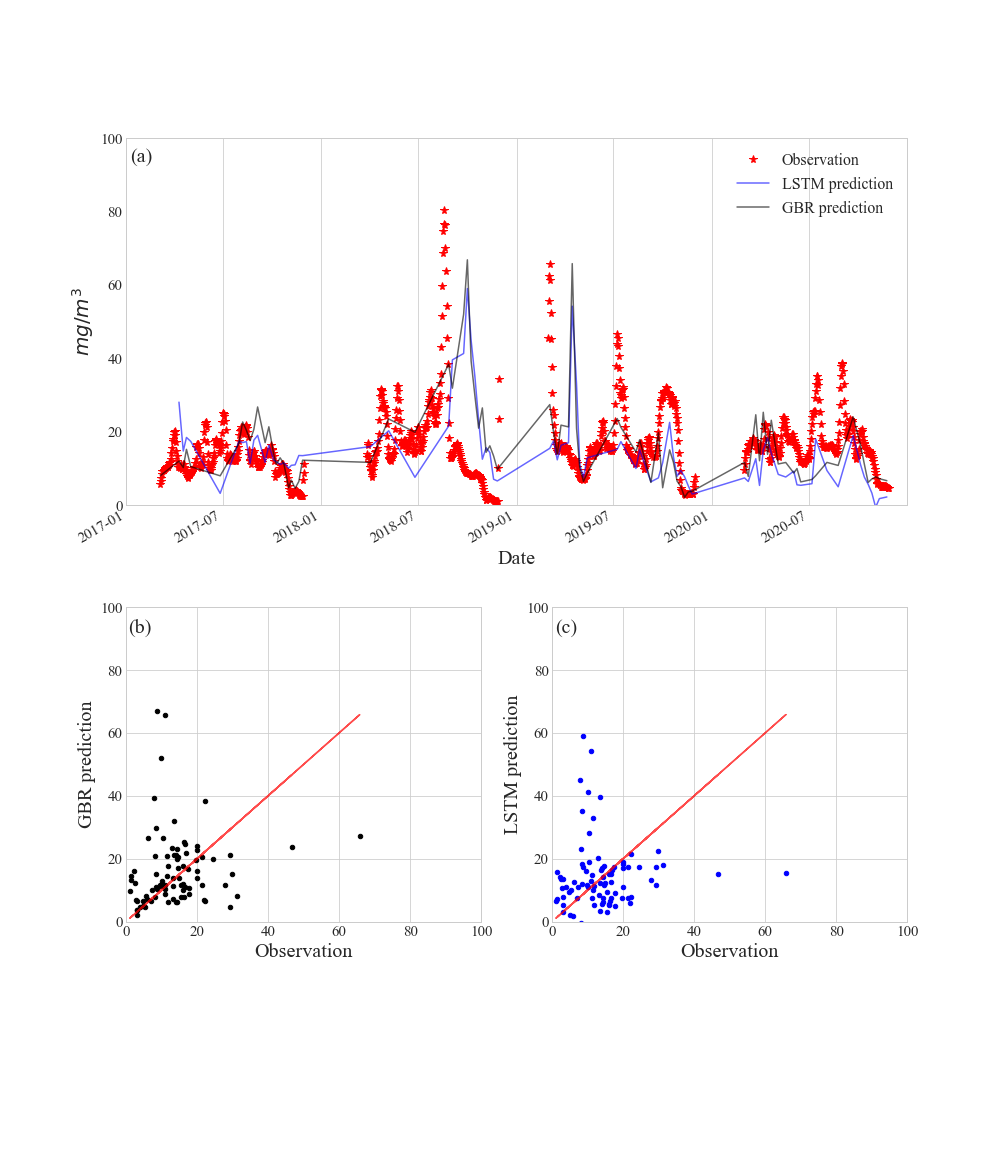 (a)
Observation
LSTM prediction
GBR prediction
100
80
60
40
20
0
mg/m³
2017-01
2017-07
2018-01
2018-07
2019-01
2019-07
2020-01
2020-07
Date
(b)
100
80
60
40
20
0
GBR prediction
0 20 40 60 80 100
Observation
(c)
100
80
60
40
20
0
LSTM prediction
0 20 40 60 80 100
Observation